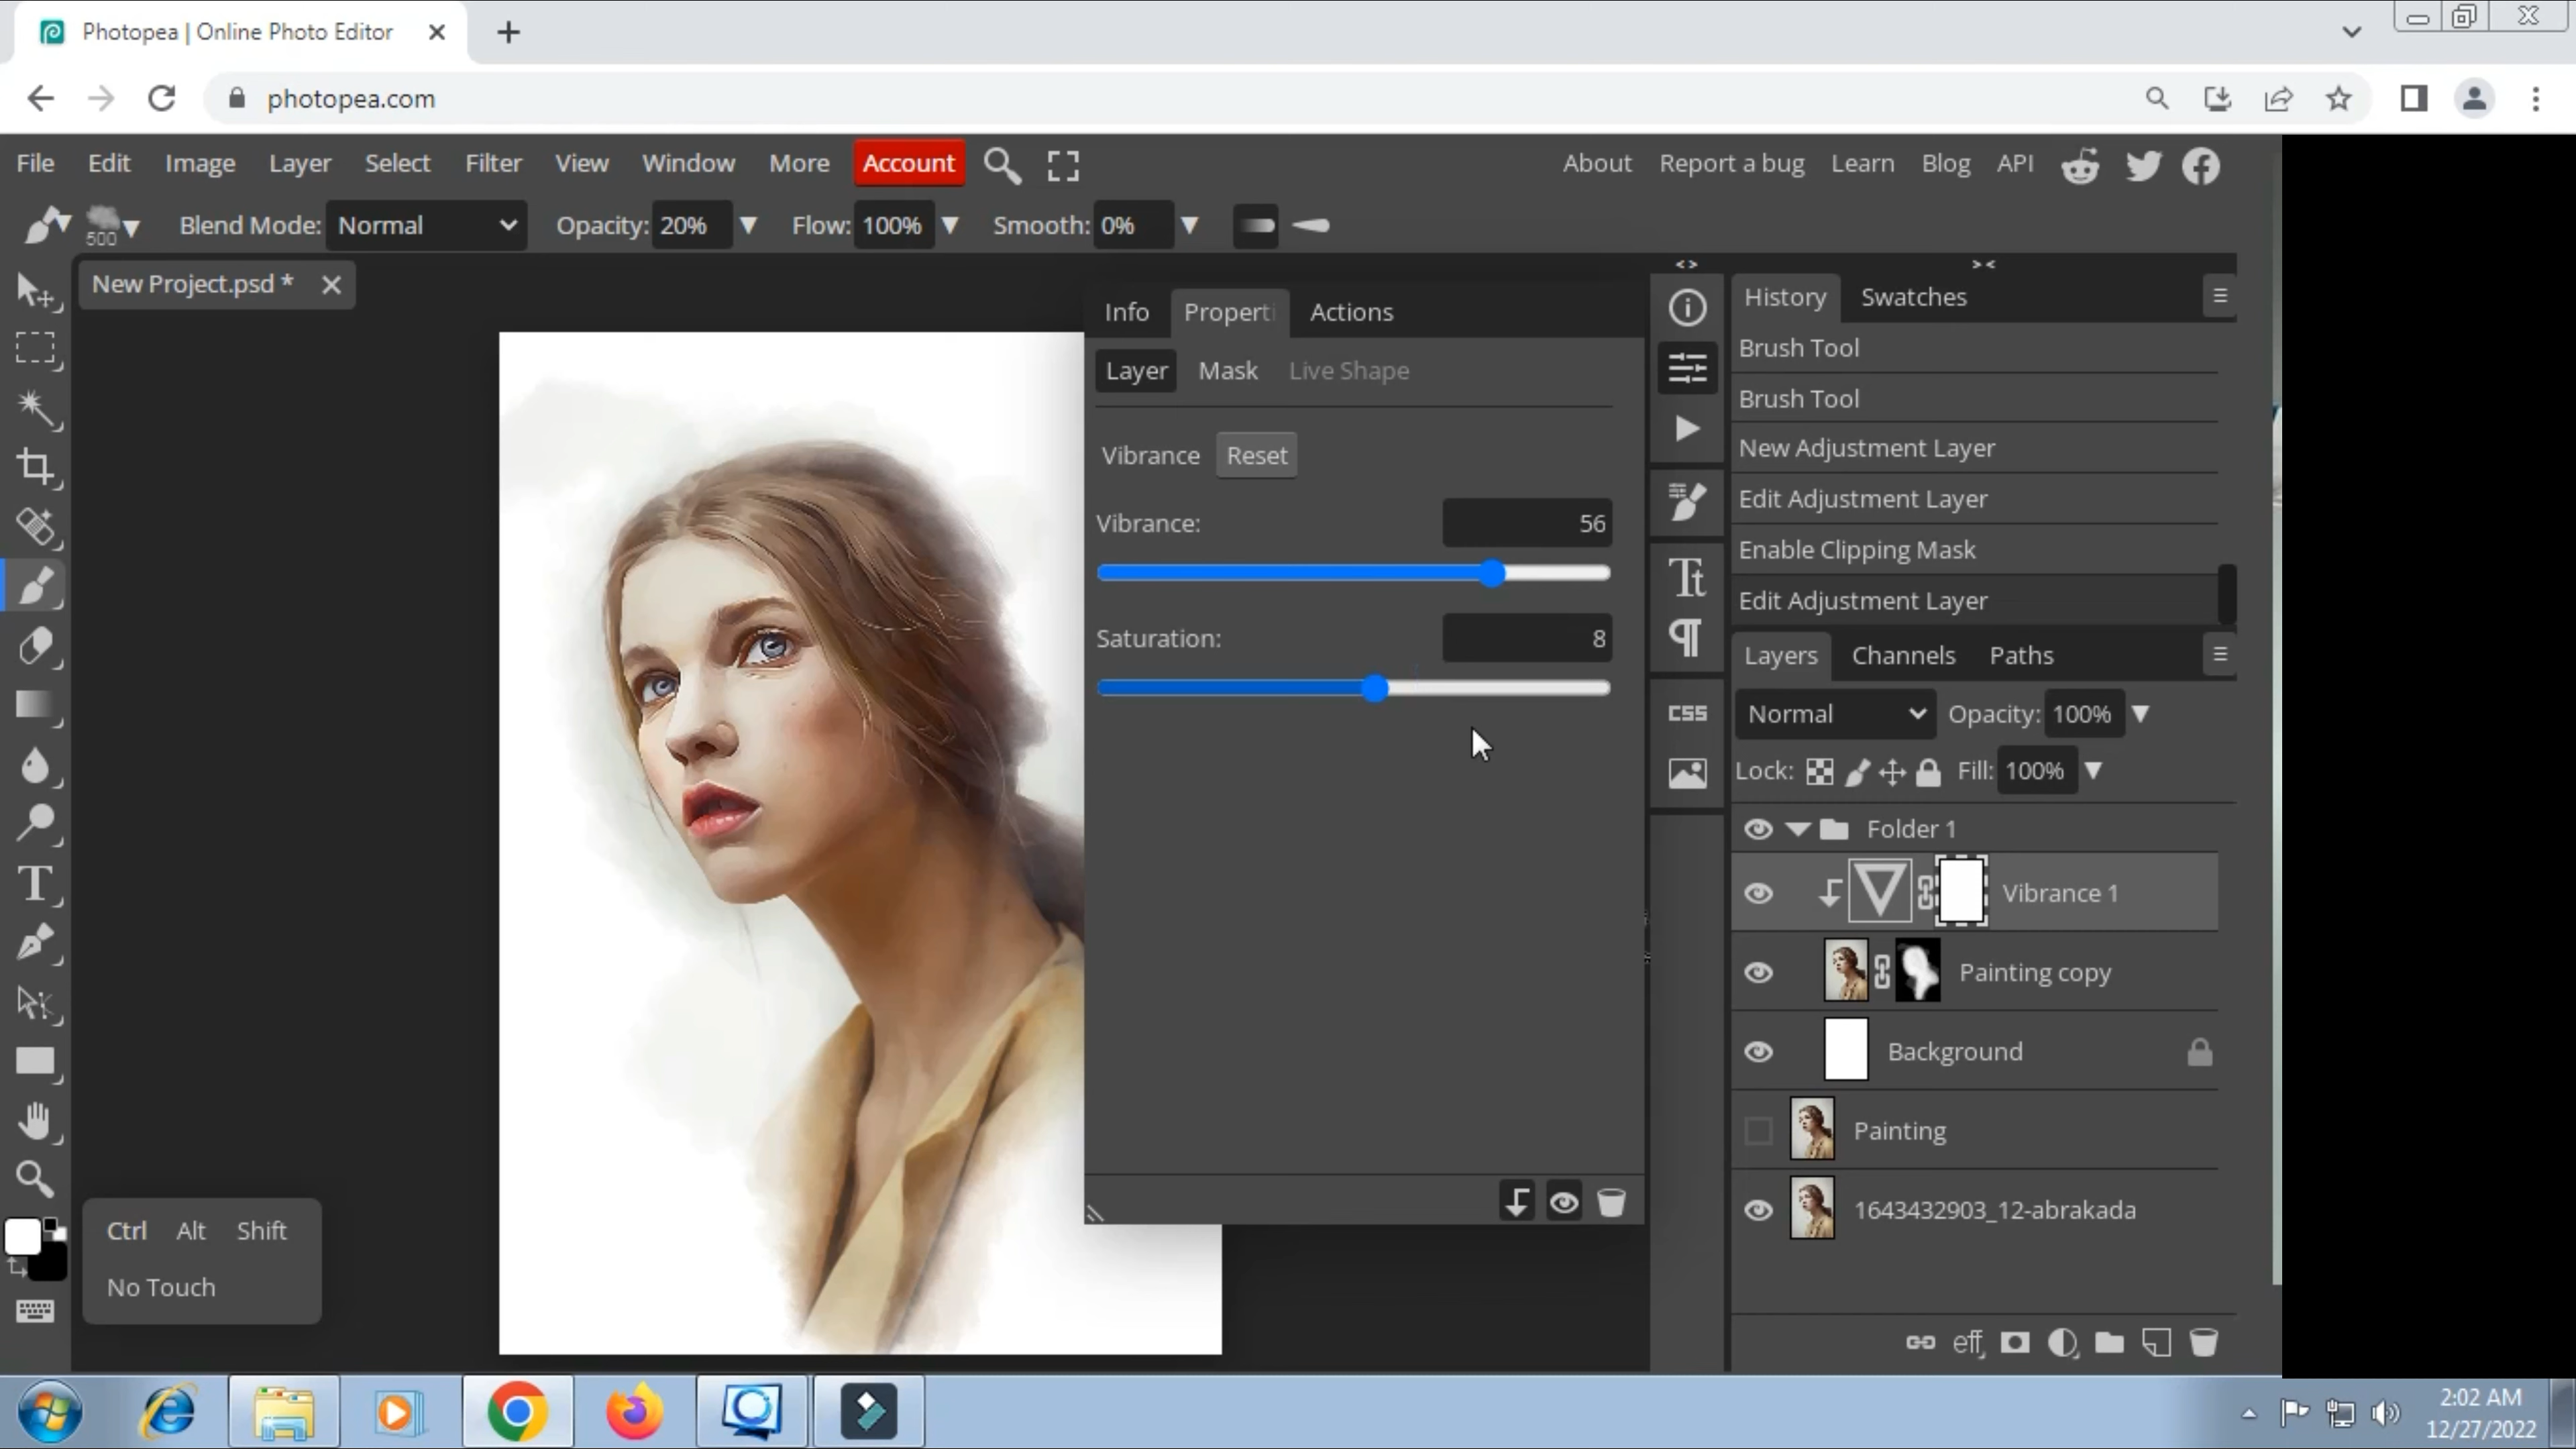 Photopea | Online Photo Editor
photopea.com
File Edit Image Layer Select Filter View Window More Account
About Report a bug Learn Blog API
500 Blend Mode: Normal Opacity: 20% Flow: 100% Smooth: 0%
New Project.psd *
Info Properti Actions
Layer Mask Live Shape
Vibrance Reset
Vibrance: 56
Saturation: 8
CSS
History Swatches
Brush Tool
Brush Tool
New Adjustment Layer
Edit Adjustment Layer
Enable Clipping Mask
Edit Adjustment Layer
Layers Channels Paths
Normal Opacity: 100%
Lock: Fill: 100%
Folder 1
Vibrance 1
Painting copy
Background
Painting
1643432903_12-abrakada
eff
Ctrl Alt Shift
No Touch
2:02 AM
12/27/2022